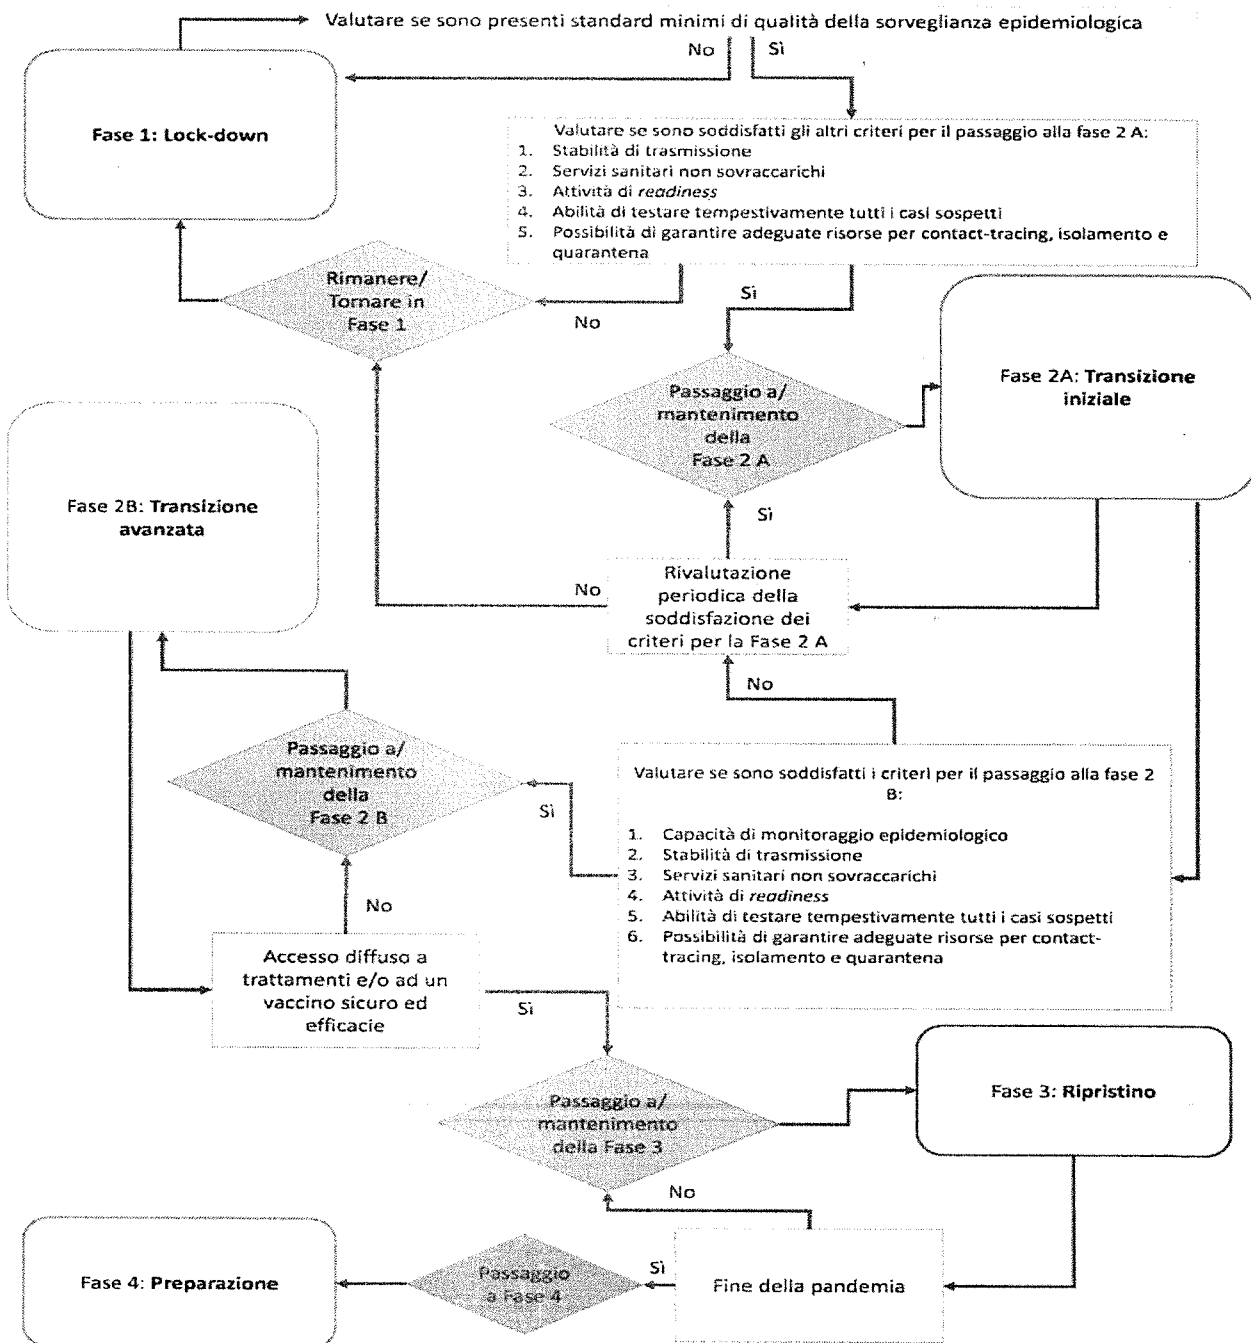 Valutare se sono presenti standard minimi di qualità della sorveglianza epidemiologica
No
Sì
Fase 1: Lock-down
Valutare se sono soddisfatti gli altri criteri per il passaggio alla fase 2 A:
1. Stabilità di trasmissione
2. Servizi sanitari non sovraccarichi
3. Attività di readiness
4. Abilità di testare tempestivamente tutti i casi sospetti
5. Possibilità di garantire adeguate risorse per contact-tracing, isolamento e
quarantena
Rimanere/
Tornare in
Fase 1
No
Sì
Passaggio a/
mantenimento
della
Fase 2 A
Fase 2A: Transizione
iniziale
Fase 2B: Transizione
avanzata
Sì
No
Rivalutazione
periodica della
soddisfazione dei
criteri per la Fase 2 A
No
Passaggio a/
mantenimento
della
Fase 2 B
Sì
Valutare se sono soddisfatti i criteri per il passaggio alla fase 2
B:
1. Capacità di monitoraggio epidemiologico
2. Stabilità di trasmissione
3. Servizi sanitari non sovraccarichi
4. Attività di readiness
5. Abilità di testare tempestivamente tutti i casi sospetti
6. Possibilità di garantire adeguate risorse per contact-
tracing, isolamento e quarantena
No
Accesso diffuso a
trattamenti e/o ad un
vaccino sicuro ed
efficacie
Sì
Passaggio a/
mantenimento
della Fase 3
Fase 3: Ripristino
No
Fase 4: Preparazione
Passaggio
a Fase 4
Sì
Fine della pandemia